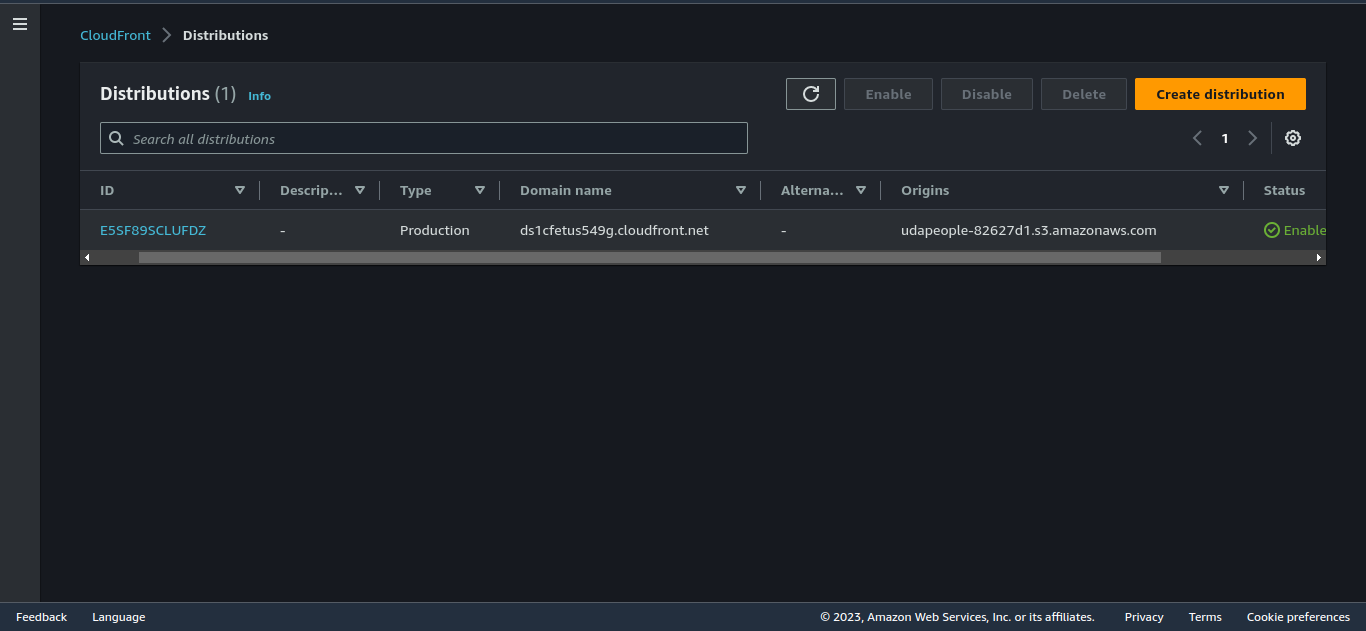 CloudFront Distributions
Distributions (1) Info
Enable Disable Delete Create distribution
Search all distributions
1
ID Descrip... Type Domain name Alterna... Origins Status
E5SF89SCLUFDZ - Production ds1cfetus549g.cloudfront.net - udapeople-82627d1.s3.amazonaws.com Enable
Feedback Language © 2023, Amazon Web Services, Inc. or its affiliates. Privacy Terms Cookie preferences